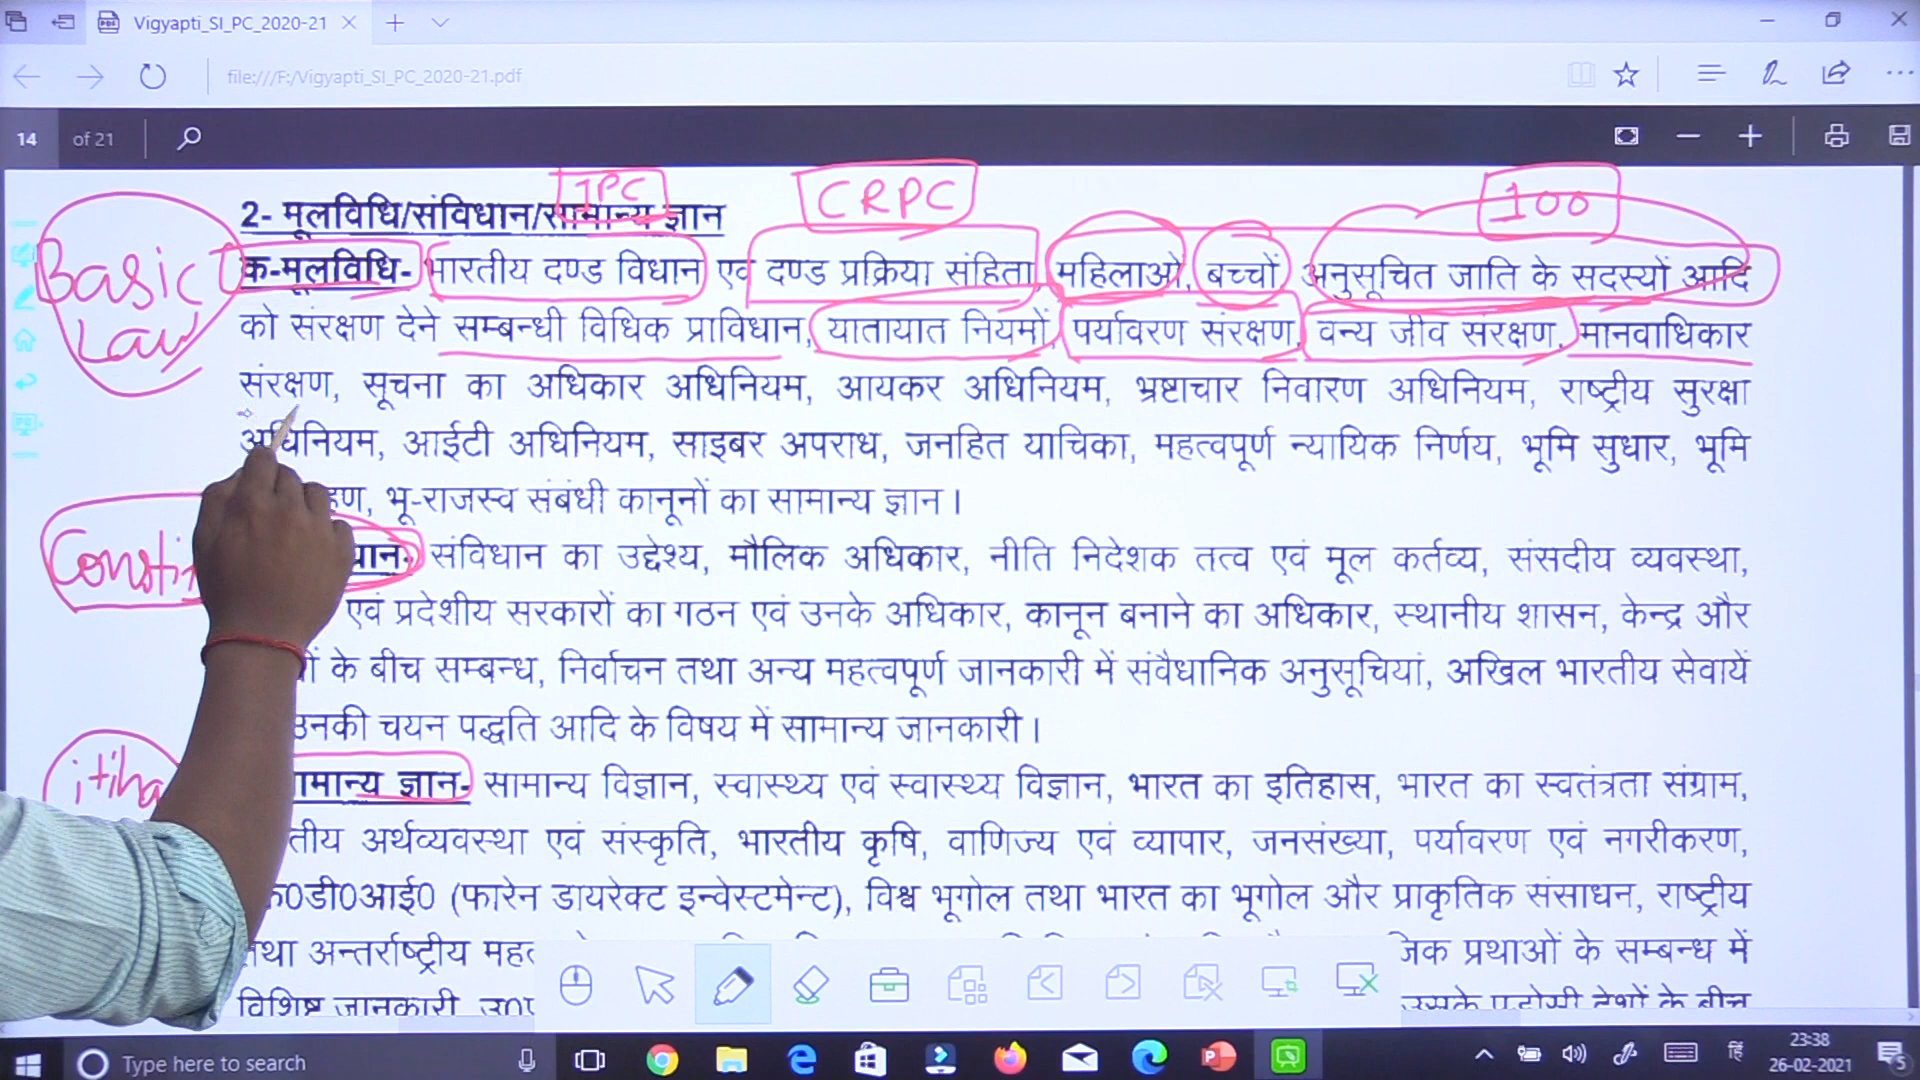 Vigyapti_SI_PC_2020-21
file:///F:/Vigyapti_SI_PC_2020-21.pdf
14 of 21
IPC CRPC 100
2- मूलविधि/संविधान/सामान्य ज्ञान
Basic Law
क-मूलविधि- भारतीय दण्ड विधान एवं दण्ड प्रक्रिया संहिता, महिलाओं, बच्चों, अनुसूचित जाति के सदस्यों आदि
को संरक्षण देने सम्बन्धी विधिक प्राविधान, यातायात नियमों, पर्यावरण संरक्षण, वन्य जीव संरक्षण, मानवाधिकार
संरक्षण, सूचना का अधिकार अधिनियम, आयकर अधिनियम, भ्रष्टाचार निवारण अधिनियम, राष्ट्रीय सुरक्षा
अधिनियम, आईटी अधिनियम, साइबर अपराध, जनहित याचिका, महत्वपूर्ण न्यायिक निर्णय, भूमि सुधार, भूमि
हण, भू-राजस्व संबंधी कानूनों का सामान्य ज्ञान।
Consti
धान- संविधान का उद्देश्य, मौलिक अधिकार, नीति निदेशक तत्व एवं मूल कर्तव्य, संसदीय व्यवस्था,
एवं प्रदेशीय सरकारों का गठन एवं उनके अधिकार, कानून बनाने का अधिकार, स्थानीय शासन, केन्द्र और
के बीच सम्बन्ध, निर्वाचन तथा अन्य महत्वपूर्ण जानकारी में संवैधानिक अनुसूचियां, अखिल भारतीय सेवायें
उनकी चयन पद्धति आदि के विषय में सामान्य जानकारी।
itiha
ामान्य ज्ञान- सामान्य विज्ञान, स्वास्थ्य एवं स्वास्थ्य विज्ञान, भारत का इतिहास, भारत का स्वतंत्रता संग्राम,
तीय अर्थव्यवस्था एवं संस्कृति, भारतीय कृषि, वाणिज्य एवं व्यापार, जनसंख्या, पर्यावरण एवं नगरीकरण,
0डी0आई0 (फारेन डायरेक्ट इन्वेस्टमेन्ट), विश्व भूगोल तथा भारत का भूगोल और प्राकृतिक संसाधन, राष्ट्रीय
तथा अन्तर्राष्ट्रीय मह जिक प्रथाओं के सम्बन्ध में
विशिष्ट जानकारी, उ0प उसके पड़ोसी देशों के बीच
Type here to search
हिं
23:38
26-02-2021
5